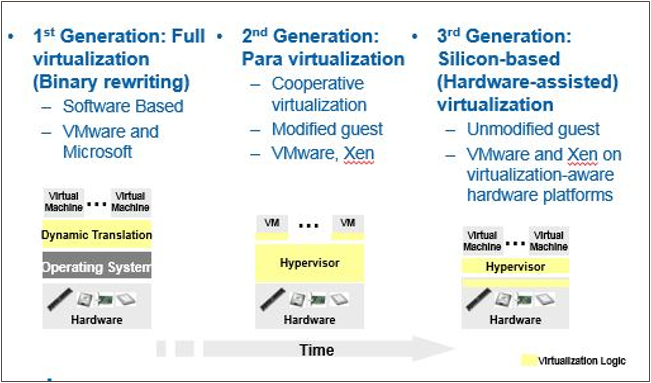 • 1st Generation: Full
virtualization
(Binary rewriting)
– Software Based
– VMware and
Microsoft
Virtual
Machine
...
Virtual
Machine
Dynamic Translation
Operating System
Hardware
• 2nd Generation:
Para virtualization
– Cooperative
virtualization
– Modified guest
– VMware, Xen
VM ... VM
Hypervisor
Hardware
• 3rd Generation:
Silicon-based
(Hardware-assisted)
virtualization
– Unmodified guest
– VMware and Xen on
virtualization-aware
hardware platforms
Virtual
Machine
...
Virtual
Machine
Hypervisor
Hardware
Time
Virtualization Logic